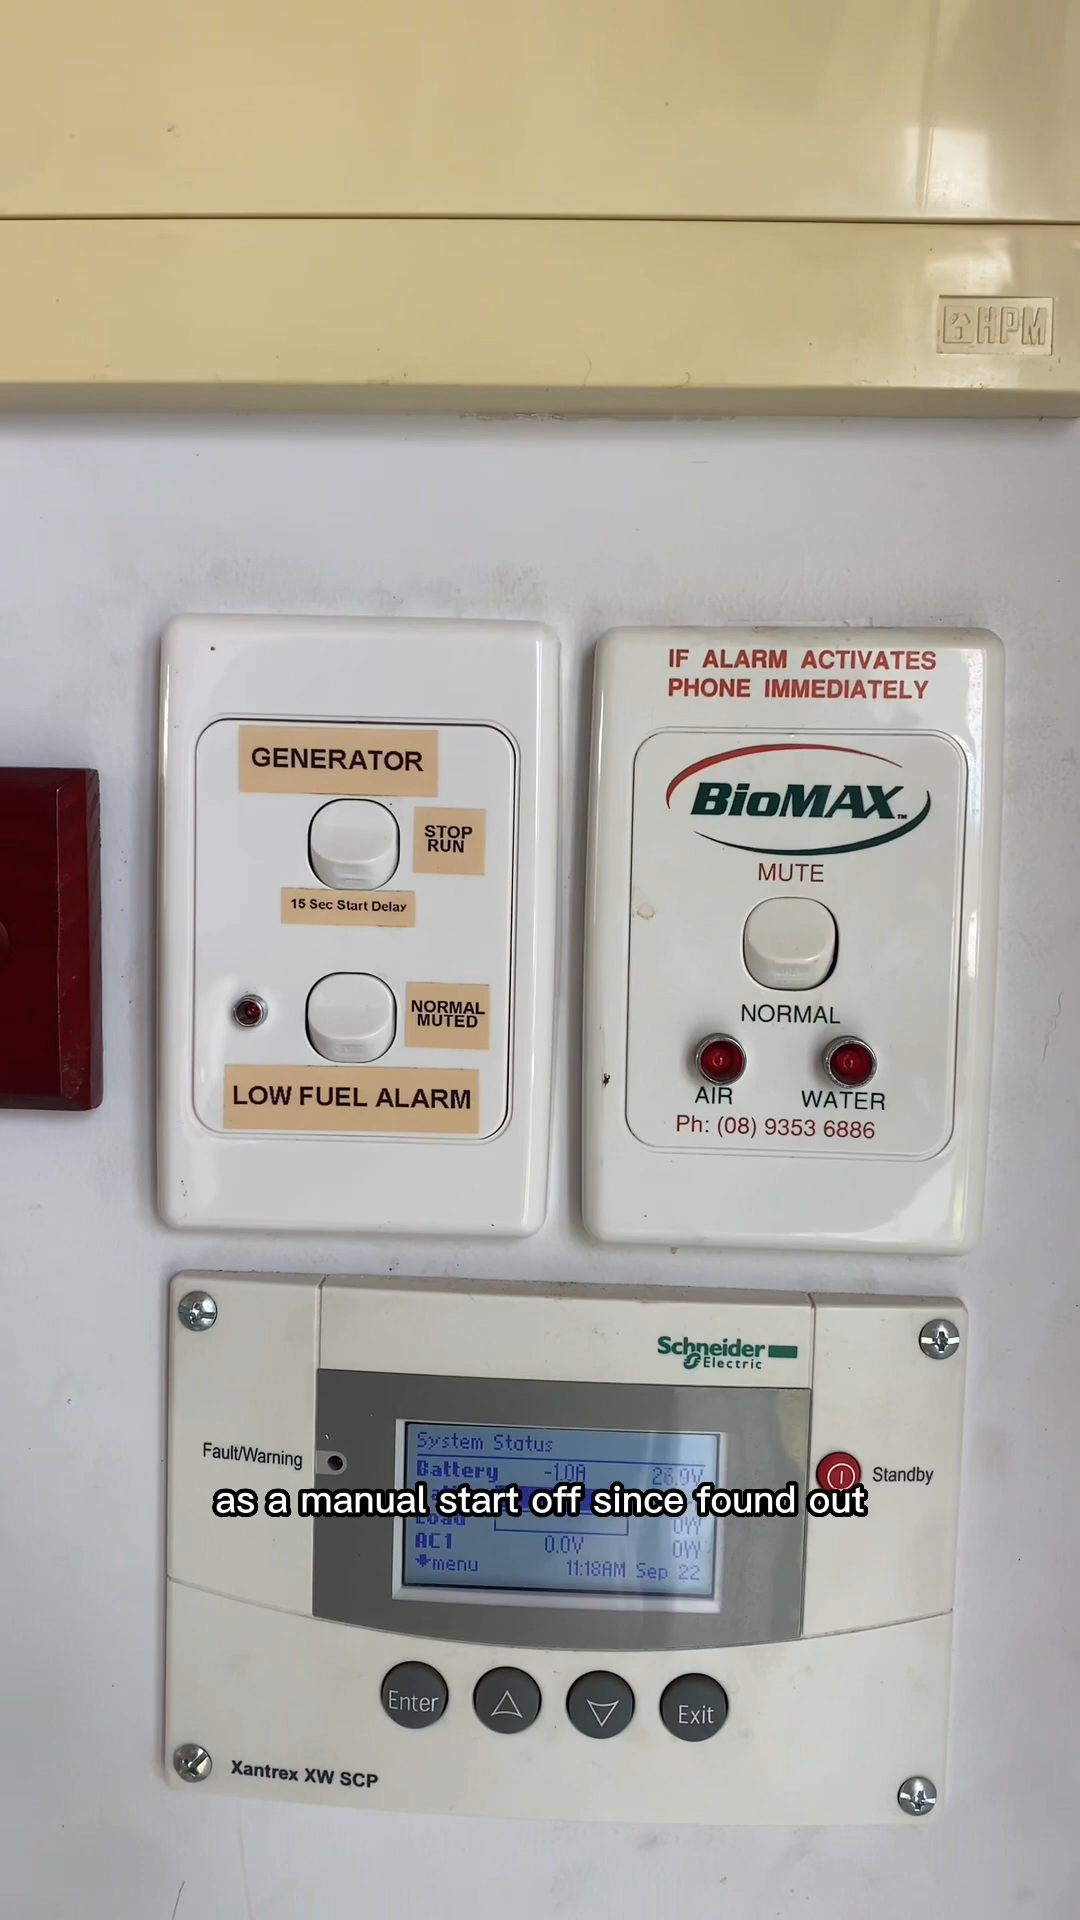 HPM
GENERATOR
STOP
RUN
15 Sec Start Delay
NORMAL
MUTED
LOW FUEL ALARM
IF ALARM ACTIVATES
PHONE IMMEDIATELY
BioMAX™
MUTE
NORMAL
AIR WATER
Ph: (08) 9353 6886
Schneider
Electric
Fault/Warning
System Status
Battery -1.0A 26.9V
as a manual start off since found out
Load 0W
AC1 0.0V 0W
menu 11:18AM Sep 22
Standby
Enter
Exit
Xantrex XW SCP